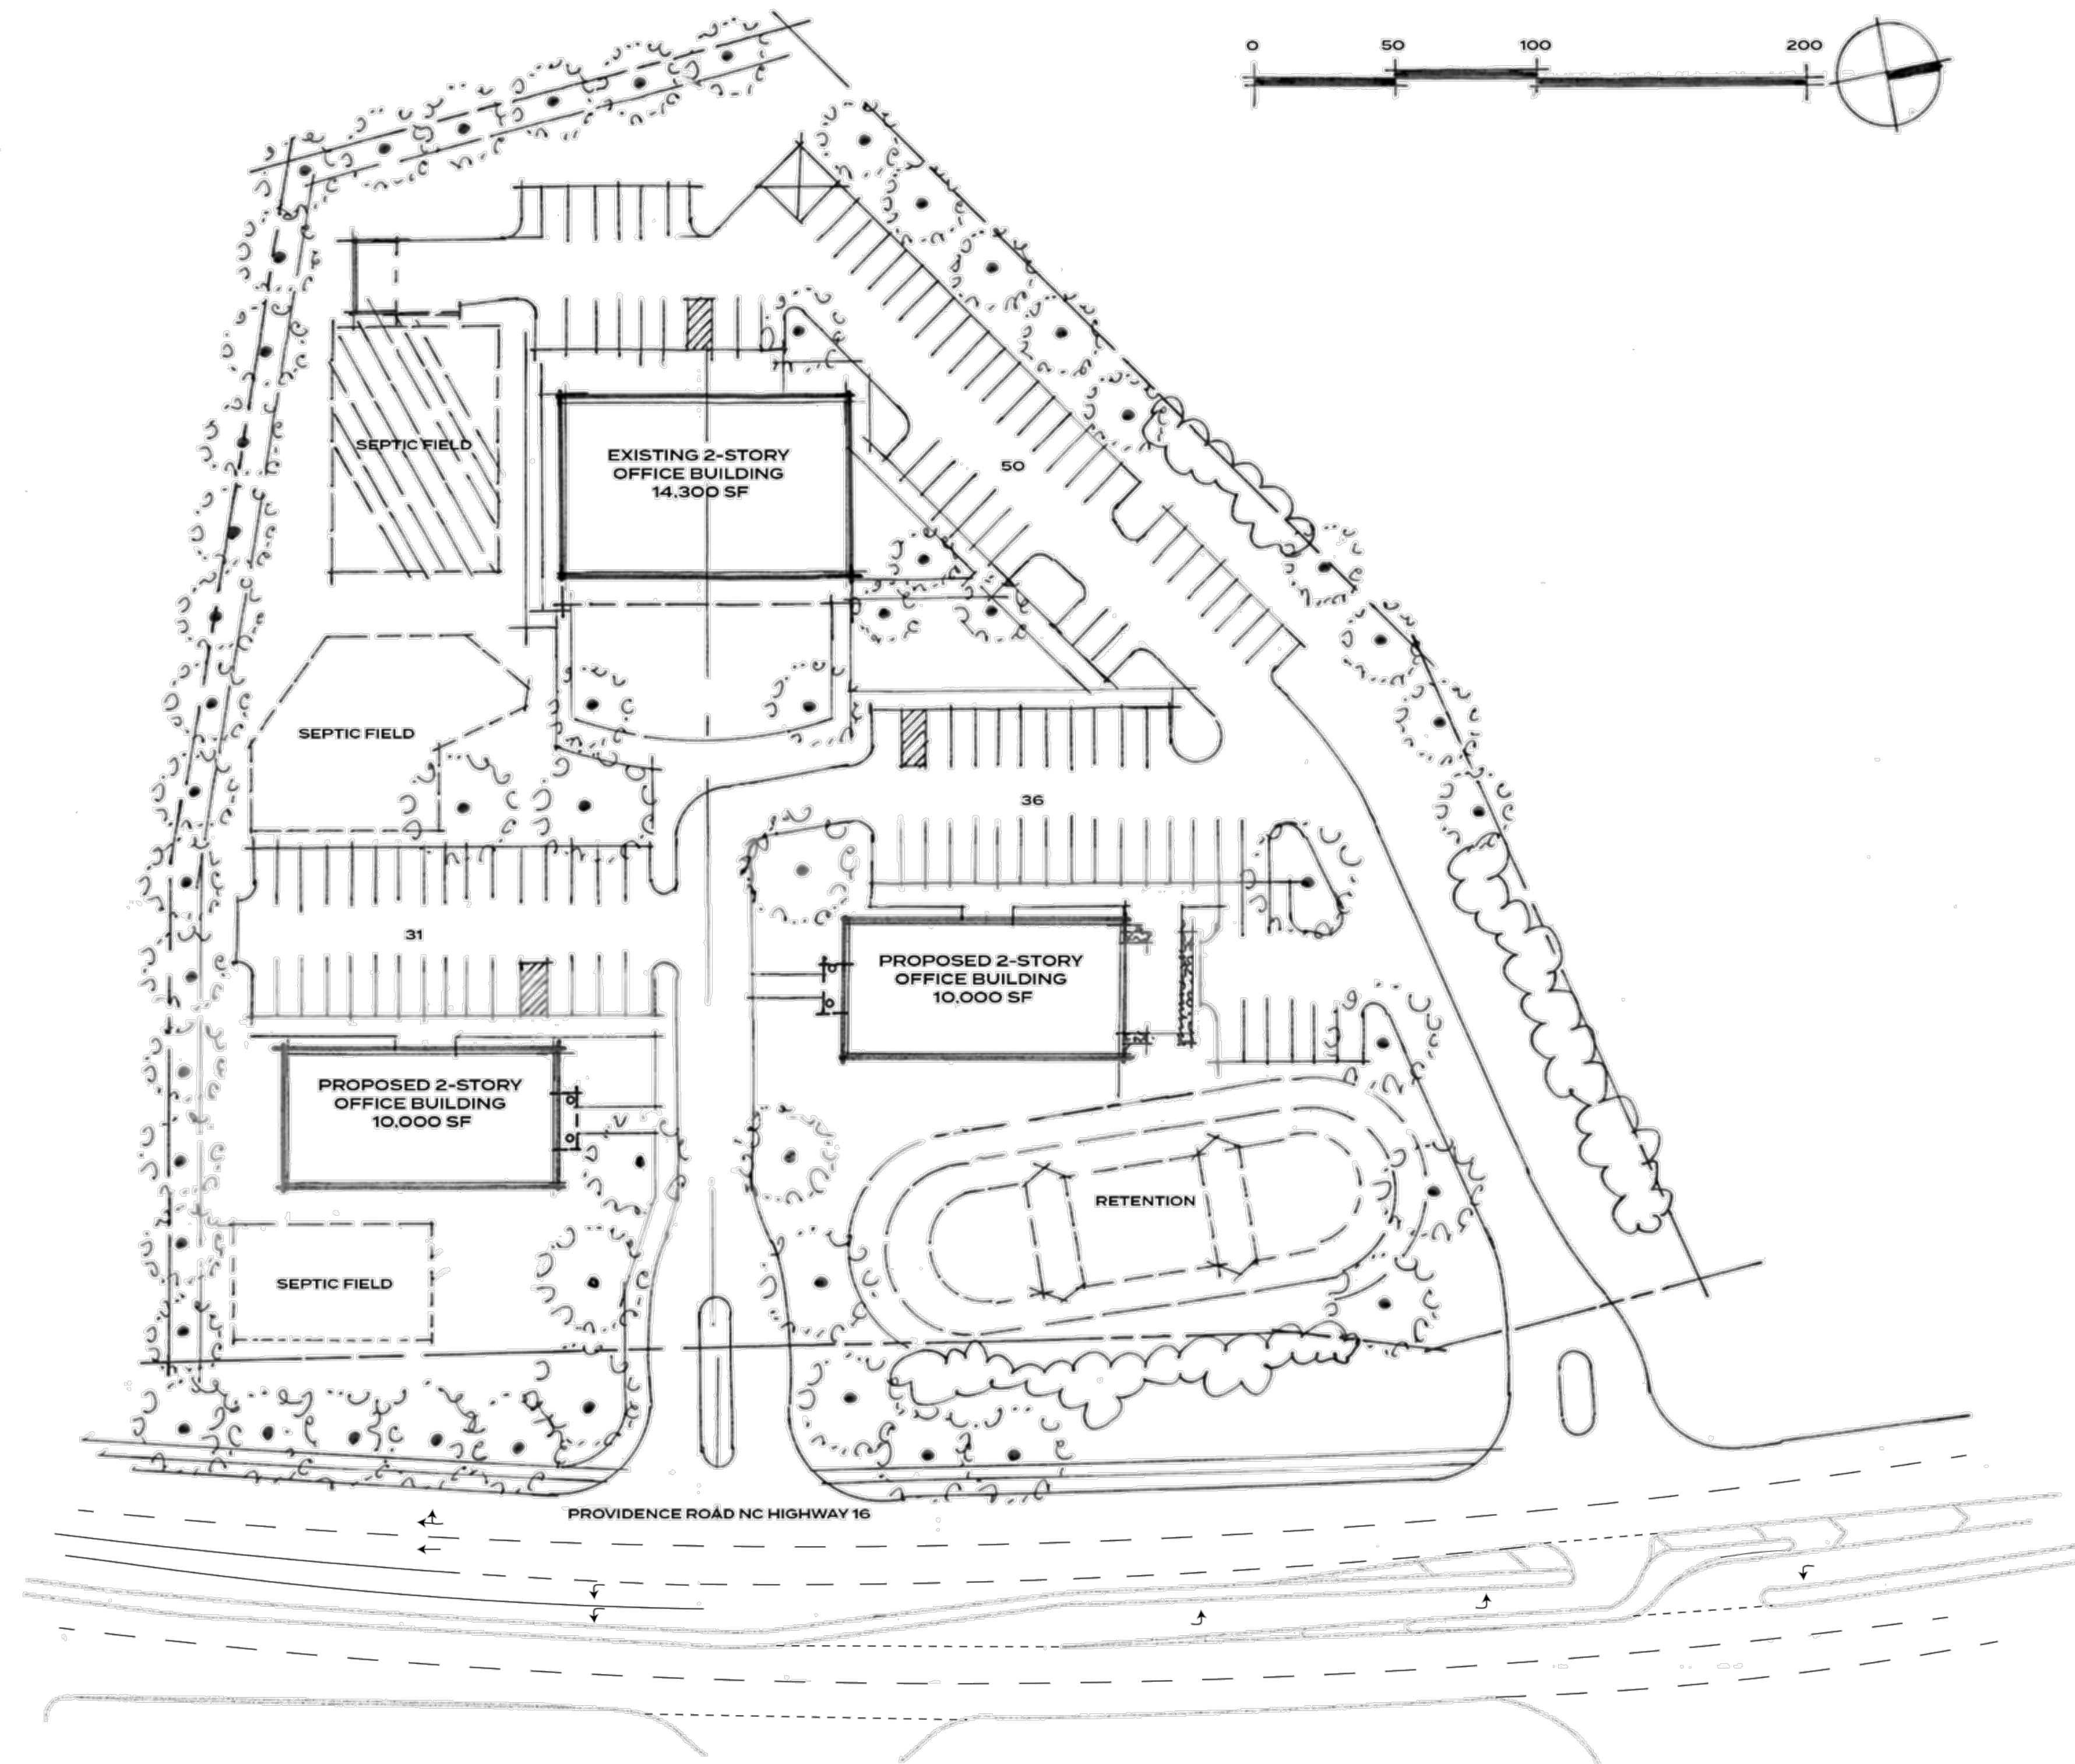 0 50 100 200
SEPTIC FIELD
EXISTING 2-STORY
OFFICE BUILDING
14,300 SF
50
SEPTIC FIELD
36
31
PROPOSED 2-STORY
OFFICE BUILDING
10,000 SF
PROPOSED 2-STORY
OFFICE BUILDING
10,000 SF
RETENTION
SEPTIC FIELD
PROVIDENCE ROAD NC HIGHWAY 16